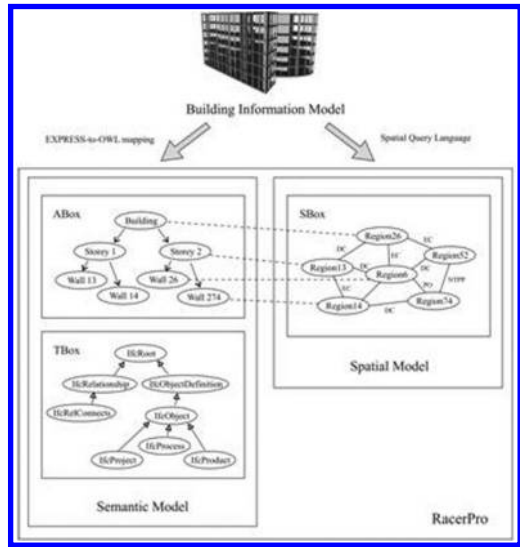 Building Information Model
EXPRESS-to-OWL mapping
Spatial Query Language
ABox
Building
Storey 1
Storey 2
Wall 13
Wall 14
Wall 26
Wall 274
SBox
Region26
Region52
Region13
Region6
Region14
Region74
DC
EC
EC
DC
DC
EC
PO
NTPP
DC
Spatial Model
TBox
IfcRoot
IfcRelationship
IfcObjectDefinition
IfcRelConnects
IfcObject
IfcProcess
IfcProject
IfcProduct
Semantic Model
RacerPro